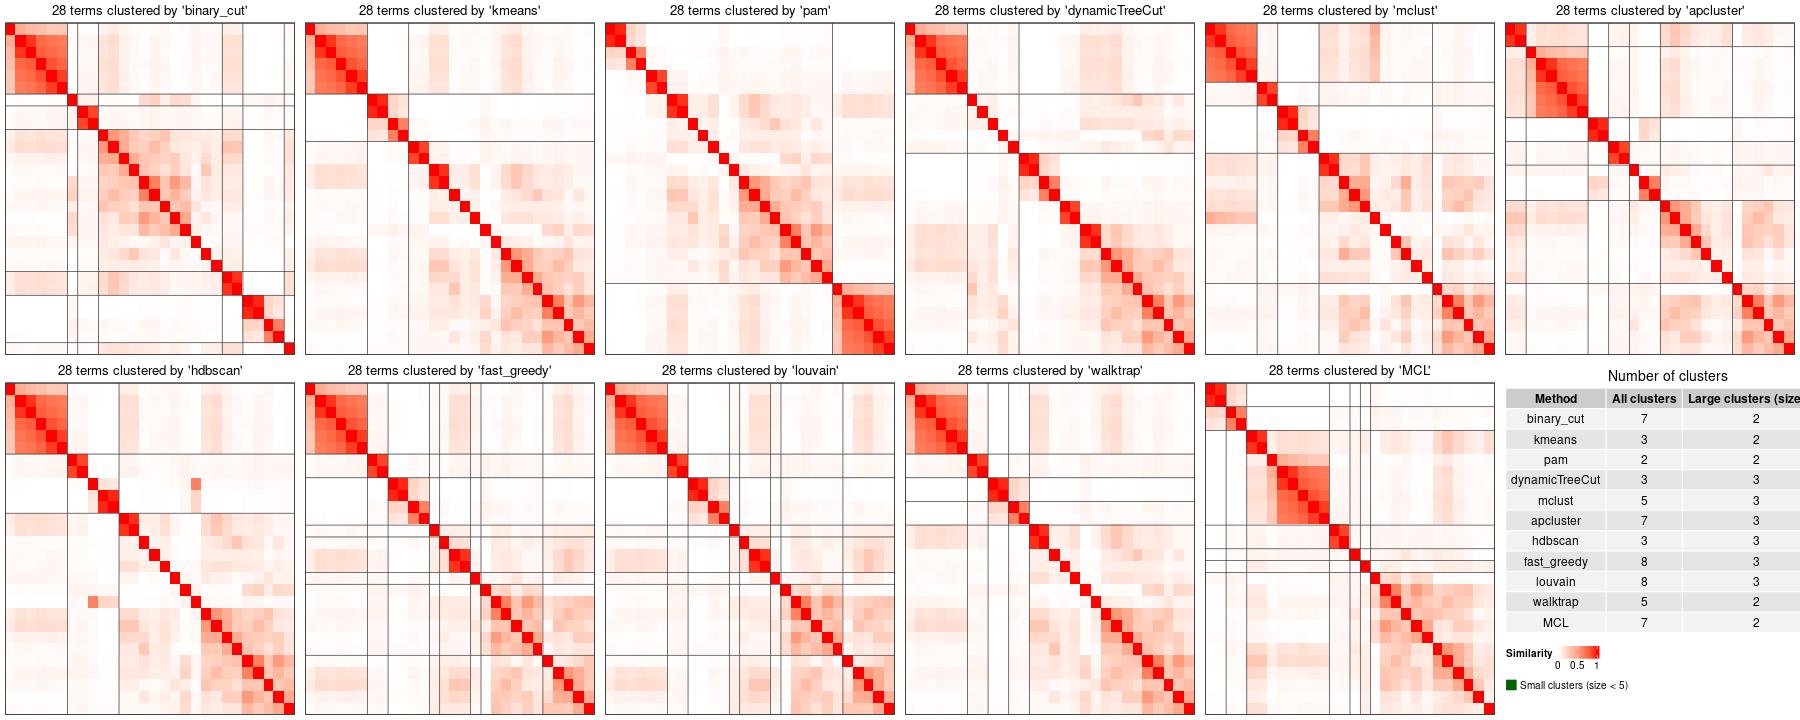 28 terms clustered by 'binary_cut'
28 terms clustered by 'kmeans'
28 terms clustered by 'pam'
28 terms clustered by 'dynamicTreeCut'
28 terms clustered by 'mclust'
28 terms clustered by 'apcluster'
28 terms clustered by 'hdbscan'
28 terms clustered by 'fast_greedy'
28 terms clustered by 'louvain'
28 terms clustered by 'walktrap'
28 terms clustered by 'MCL'
Number of clusters
Method All clusters Large clusters (size
binary_cut 7 2
kmeans 3 2
pam 2 2
dynamicTreeCut 3 3
mclust 5 3
apcluster 7 3
hdbscan 3 3
fast_greedy 8 3
louvain 8 3
walktrap 5 2
MCL 7 2
Similarity
0 0.5 1
Small clusters (size < 5)